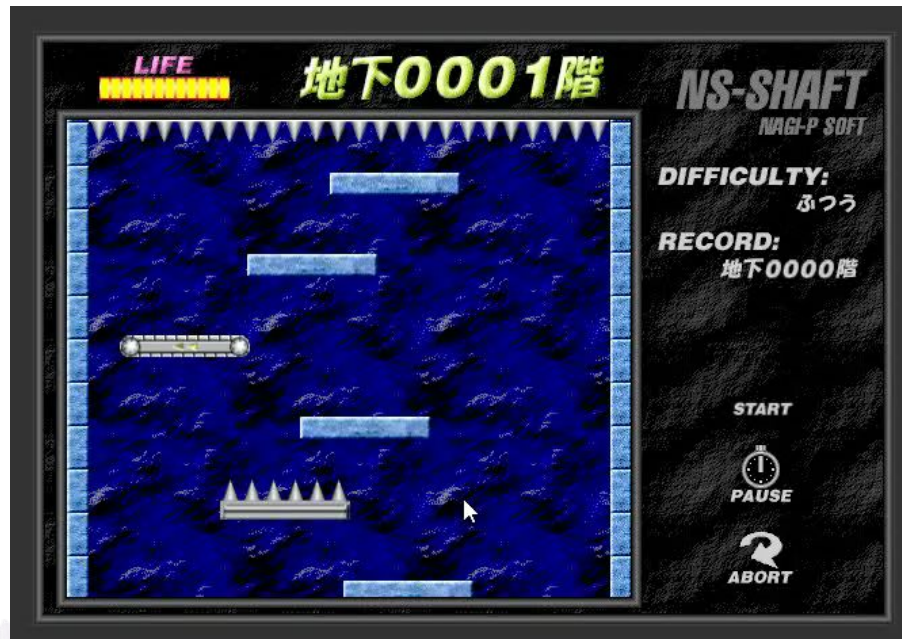 LIFE
地下0001階
NS-SHAFT
NAGI-P SOFT
DIFFICULTY:
ふつう
RECORD:
地下0000階
START
PAUSE
ABORT